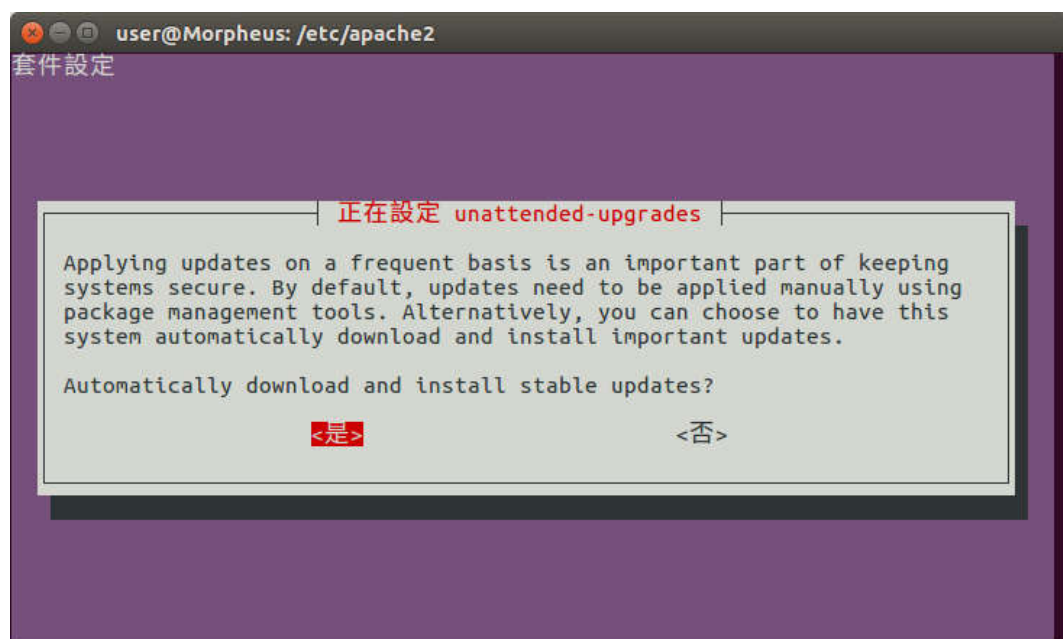 user@Morpheus: /etc/apache2
套件設定
正在設定 unattended-upgrades
Applying updates on a frequent basis is an important part of keeping
systems secure. By default, updates need to be applied manually using
package management tools. Alternatively, you can choose to have this
system automatically download and install important updates.
Automatically download and install stable updates?
<是> <否>